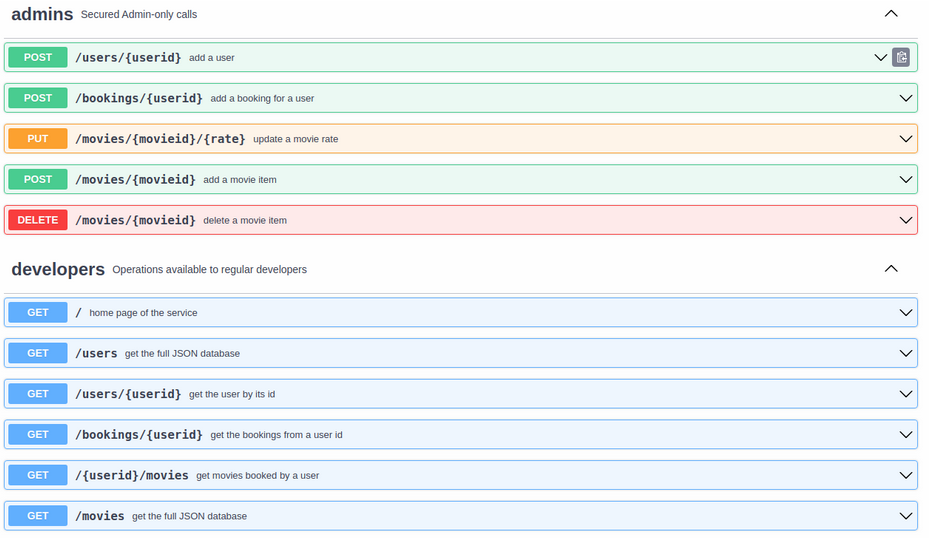 admins Secured Admin-only calls
POST /users/{userid} add a user
POST /bookings/{userid} add a booking for a user
PUT /movies/{movieid}/{rate} update a movie rate
POST /movies/{movieid} add a movie item
DELETE /movies/{movieid} delete a movie item
developers Operations available to regular developers
GET / home page of the service
GET /users get the full JSON database
GET /users/{userid} get the user by its id
GET /bookings/{userid} get the bookings from a user id
GET /{userid}/movies get movies booked by a user
GET /movies get the full JSON database